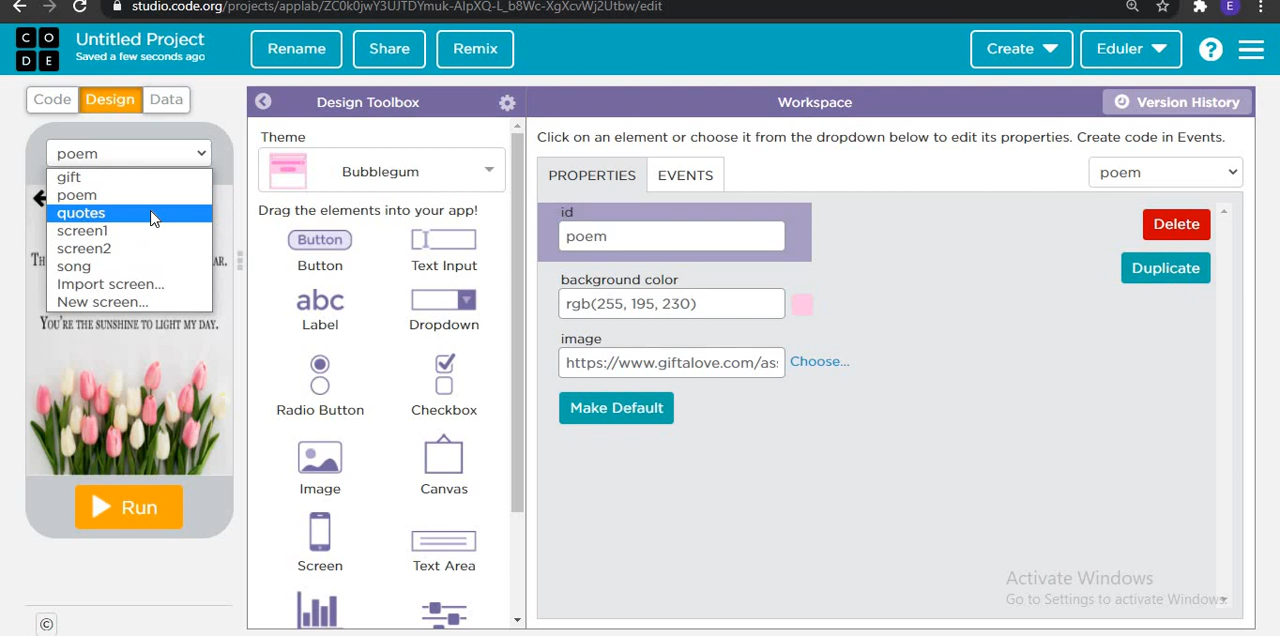 studio.code.org/projects/applab/ZC0k0jwY3UJTDYmuk-AIpXQ-L_b8Wc-XgXcvWj2Utbw/edit
E
C O
D E
Untitled Project
Saved a few seconds ago
Rename
Share
Remix
Create
Eduler
?
Code
Design
Data
Design Toolbox
Workspace
Version History
poem
gift
poem
quotes
screen1
screen2
song
Import screen...
New screen...
Th
ar.
You're the sunshine to light my day.
Run
©
Theme
Bubblegum
Drag the elements into your app!
Button
Button
Text Input
abc
Label
Dropdown
Radio Button
Checkbox
Image
Canvas
Screen
Text Area
Click on an element or choose it from the dropdown below to edit its properties. Create code in Events.
PROPERTIES
EVENTS
poem
id
poem
Delete
Duplicate
background color
rgb(255, 195, 230)
image
https://www.giftalove.com/as:
Choose...
Make Default
Activate Windows
Go to Settings to activate Windows.